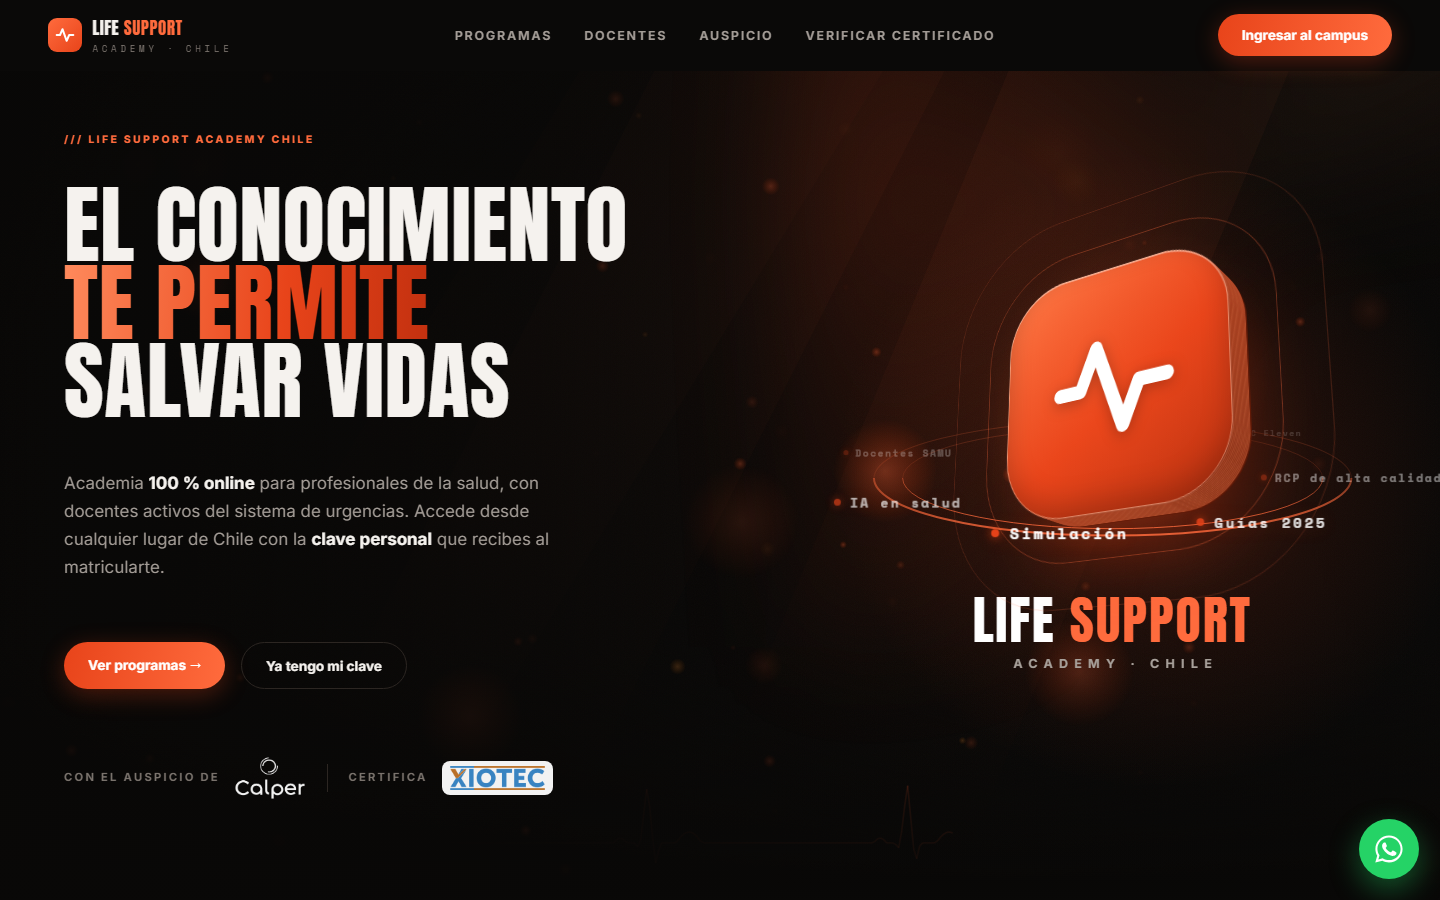 LIFE SUPPORT
ACADEMY · CHILE
PROGRAMAS
DOCENTES
AUSPICIO
VERIFICAR CERTIFICADO
Ingresar al campus
/// LIFE SUPPORT ACADEMY CHILE
EL CONOCIMIENTO
TE PERMITE
SALVAR VIDAS
Academia 100 % online para profesionales de la salud, con
docentes activos del sistema de urgencias. Accede desde
cualquier lugar de Chile con la clave personal que recibes al
matricularte.
Ver programas →
Ya tengo mi clave
CON EL AUSPICIO DE
Calper
CERTIFICA
XIOTEC
Eleven
Docentes SAMU
RCP de alta calidad
IA en salud
Guías 2025
Simulación
LIFE SUPPORT
ACADEMY · CHILE